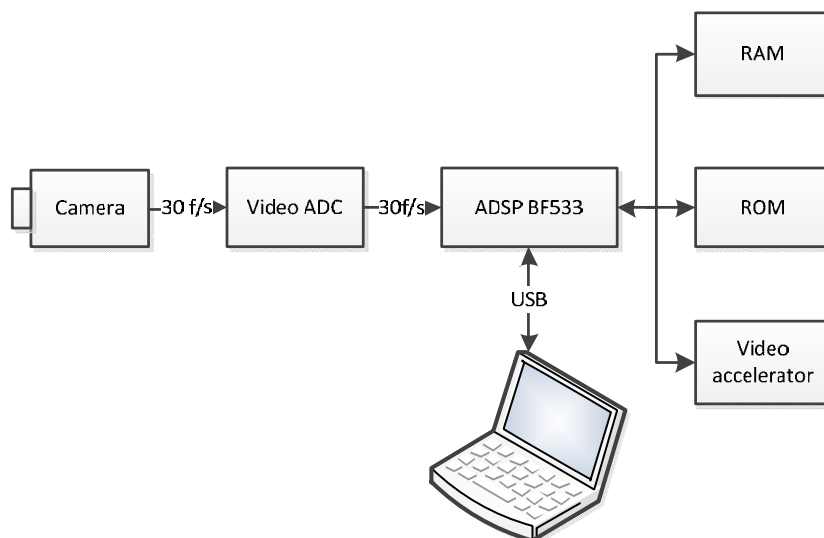 RAM
Camera
30 f/s
Video ADC
30f/s
ADSP BF533
ROM
USB
Video
accelerator